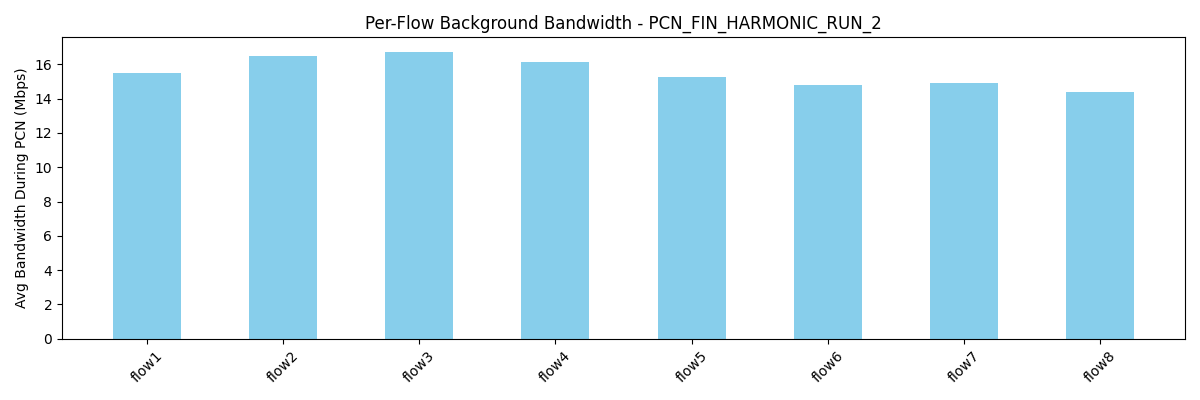 Per-Flow Background Bandwidth - PCN_FIN_HARMONIC_RUN_2
Avg Bandwidth During PCN (Mbps)
16
14
12
10
8
6
4
2
0
flow1
flow2
flow3
flow4
flow5
flow6
flow7
flow8